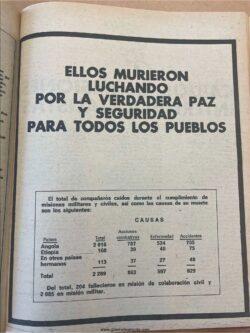 ELLOS MURIERON
LUCHANDO
POR LA VERDADERA PAZ
Y SEGURIDAD
PARA TODOS LOS PUEBLOS
El total de compañeros caídos durante el cumplimiento de
misiones militares y civiles, así como las causas de su muerte
son los siguientes:
CAUSAS
Países Total Acciones combativas Enfermedad Accidentes
Angola 2 016 787 524 705
Etiopía 160 39 46 75
En otros países
hermanos 113 37 27 49
Total 2 289 863 597 829
Del total, 204 fallecieron en misión de colaboración civil y
2 085 en misión militar.